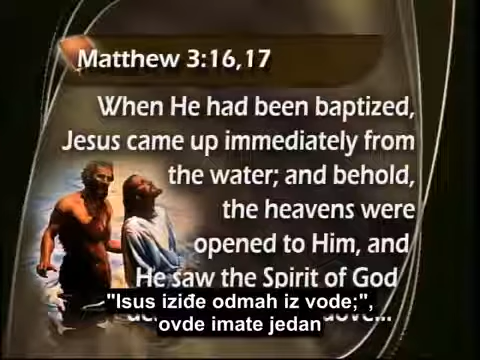 Matthew 3:16,17
When He had been baptized,
Jesus came up immediately from
the water; and behold,
the heavens were
opened to Him, and
He saw the Spirit of God
"Isus iziđe odmah iz vode;",
ovde imate jedan